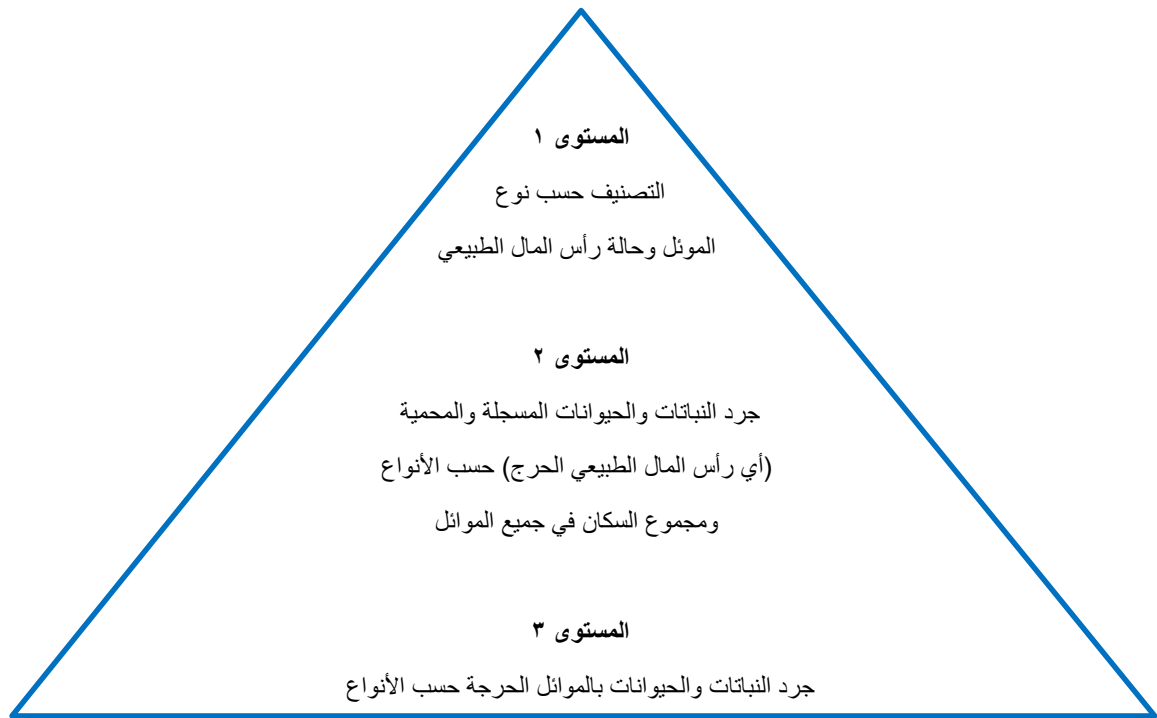 المستوى ١
التصنيف حسب نوع
الموئل وحالة رأس المال الطبيعي
المستوى ٢
جرد النباتات والحيوانات المسجلة والمحمية
(أي رأس المال الطبيعي الحرج) حسب الأنواع
ومجموع السكان في جميع الموائل
المستوى ٣
جرد النباتات والحيوانات بالموائل الحرجة حسب الأنواع